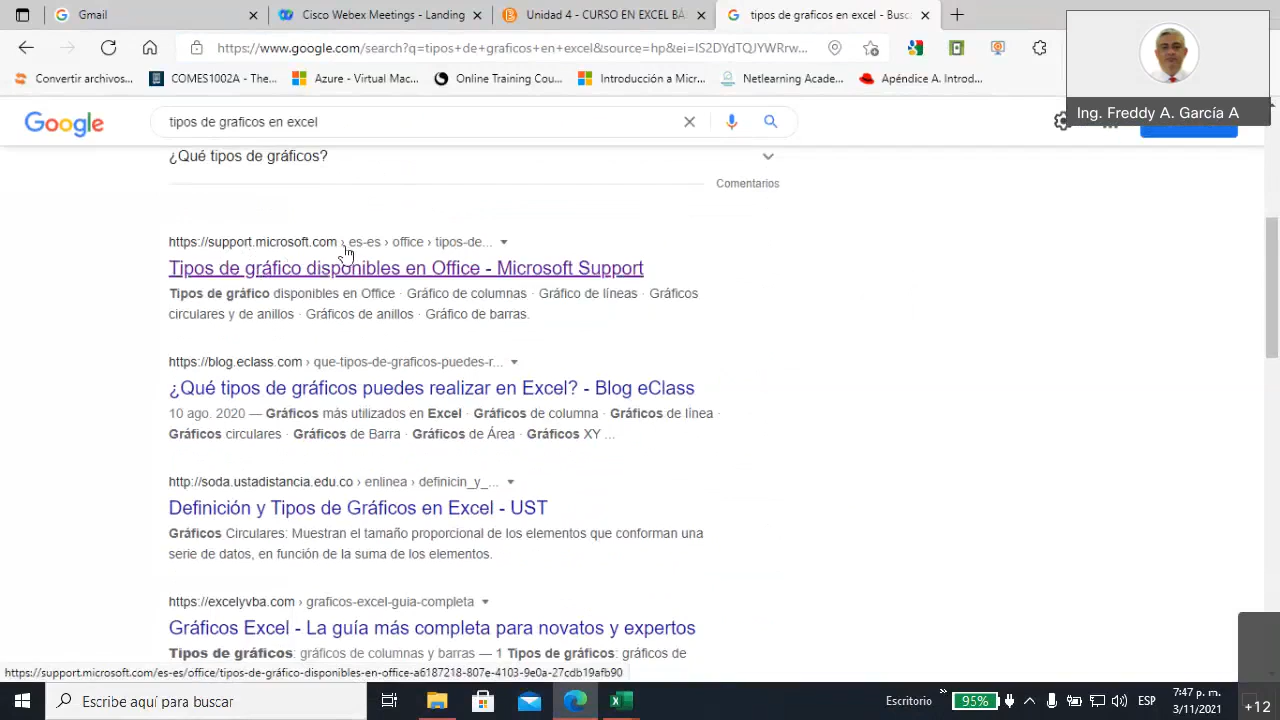 Gmail
Cisco Webex Meetings - Landing
Unidad 4 - CURSO EN EXCEL BÁ
tipos de graficos en excel - Busc
https://www.google.com/search?q=tipos+de+graficos+en+excel&source=hp&ei=IS2DYdTQJYWRrw...
Convertir archivos...
COMES1002A - The...
Azure - Virtual Mac...
Online Training Cou...
Introducción a Micr...
Netlearning Acade...
Apéndice A. Introd...
Ing. Freddy A. García A
Google
tipos de graficos en excel
¿Qué tipos de gráficos?
Comentarios
https://support.microsoft.com › es-es › office › tipos-de...
Tipos de gráfico disponibles en Office - Microsoft Support
Tipos de gráfico disponibles en Office · Gráfico de columnas · Gráfico de líneas · Gráficos
circulares y de anillos · Gráficos de anillos · Gráfico de barras.
https://blog.eclass.com › que-tipos-de-graficos-puedes-r...
¿Qué tipos de gráficos puedes realizar en Excel? - Blog eClass
10 ago. 2020 — Gráficos más utilizados en Excel · Gráficos de columna · Gráficos de línea ·
Gráficos circulares · Gráficos de Barra · Gráficos de Área · Gráficos XY ...
http://soda.ustadistancia.edu.co › enlinea › definicin_y_...
Definición y Tipos de Gráficos en Excel - UST
Gráficos Circulares: Muestran el tamaño proporcional de los elementos que conforman una
serie de datos, en función de la suma de los elementos.
https://excelyvba.com › graficos-excel-guia-completa
Gráficos Excel - La guía más completa para novatos y expertos
Tipos de gráficos: gráficos de columnas y barras — 1 Tipos de gráficos: gráficos de
https://support.microsoft.com/es-es/office/tipos-de-gráfico-disponibles-en-office-a6187218-807e-4103-9e0a-27cdb19afb90
Escribe aquí para buscar
Escritorio
95%
ESP
7:47 p. m.
3/11/2021
+12